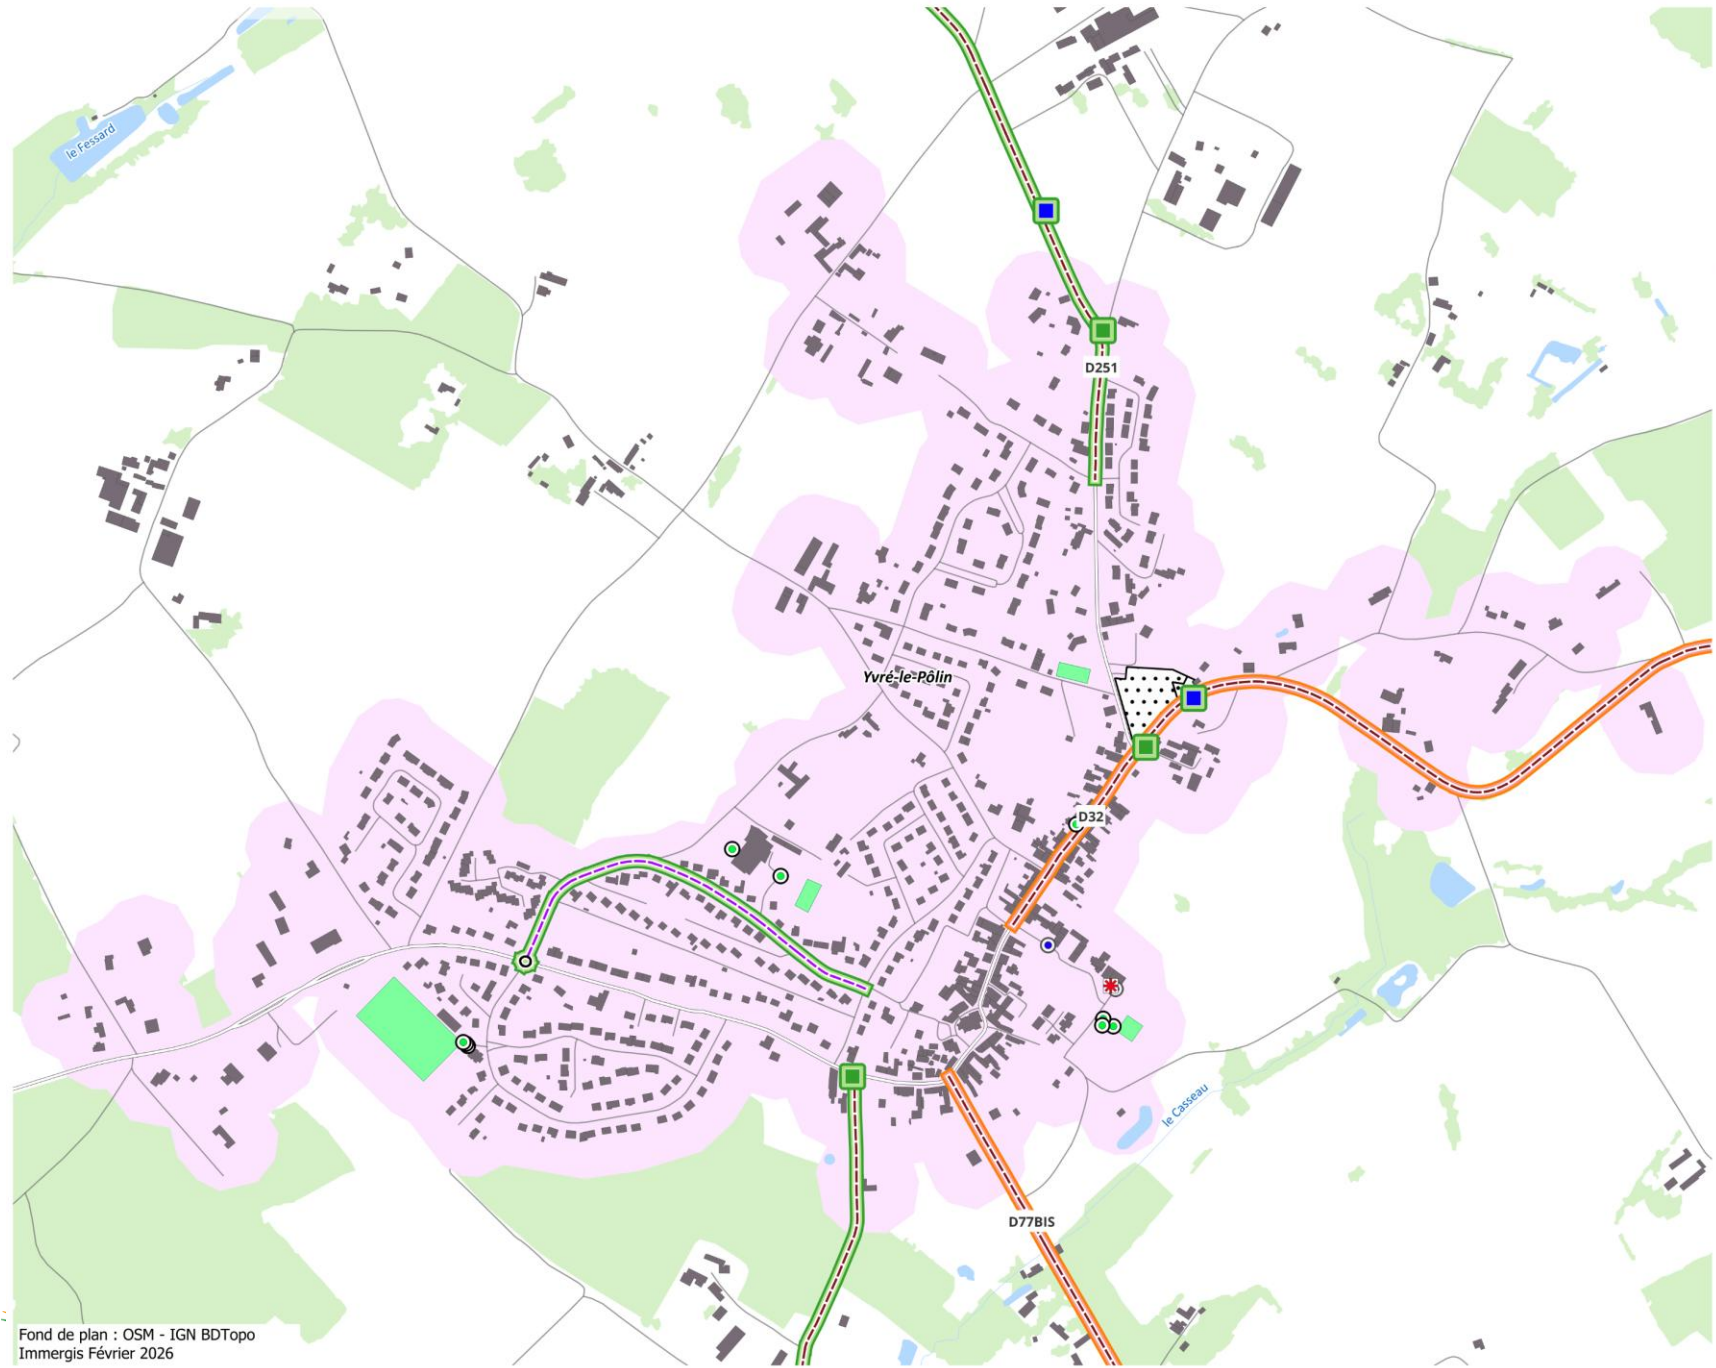 le Fessard
D251
Yvré-le-Pôlin
D32
le Casseau
D77BIS
Fond de plan : OSM - IGN BDTopo
Immergis Février 2026